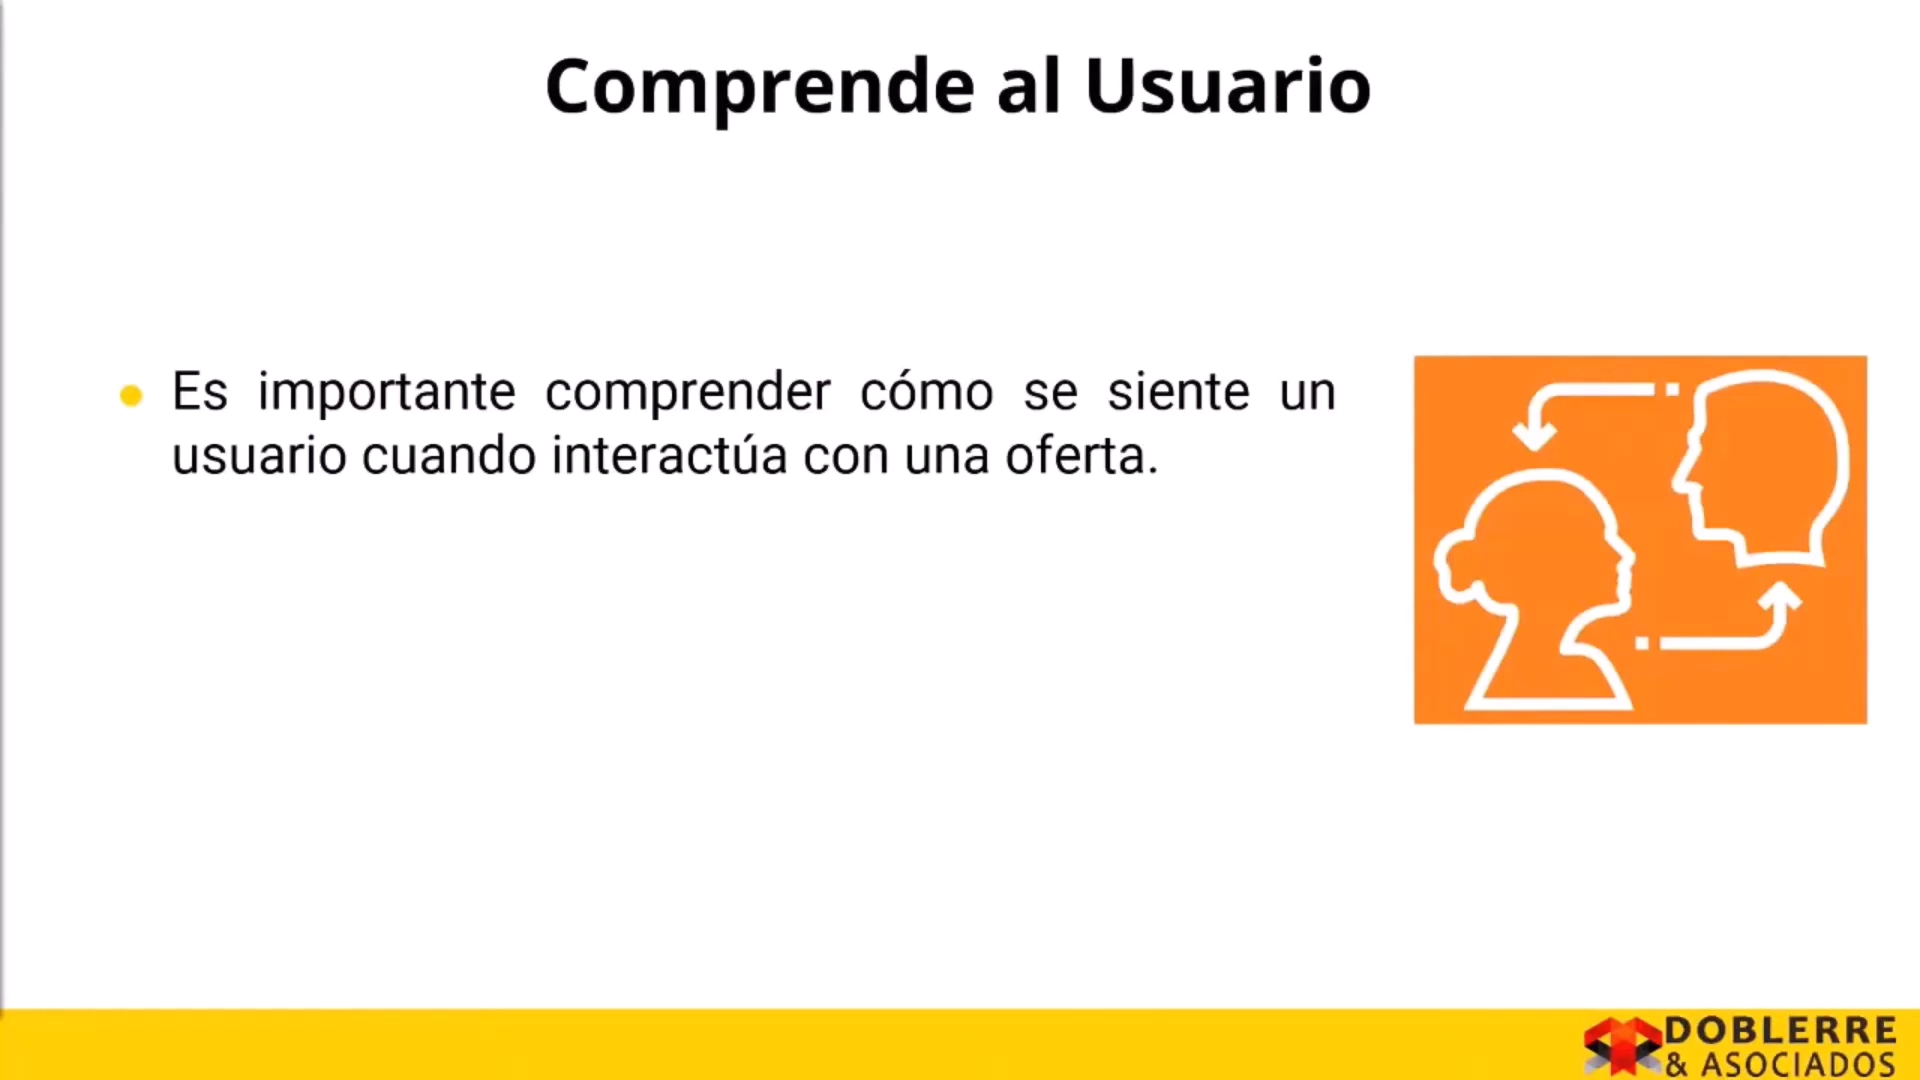 Comprende al Usuario
Es importante comprender cómo se siente un
usuario cuando interactúa con una oferta.
DOBLERRE
& ASOCIADOS